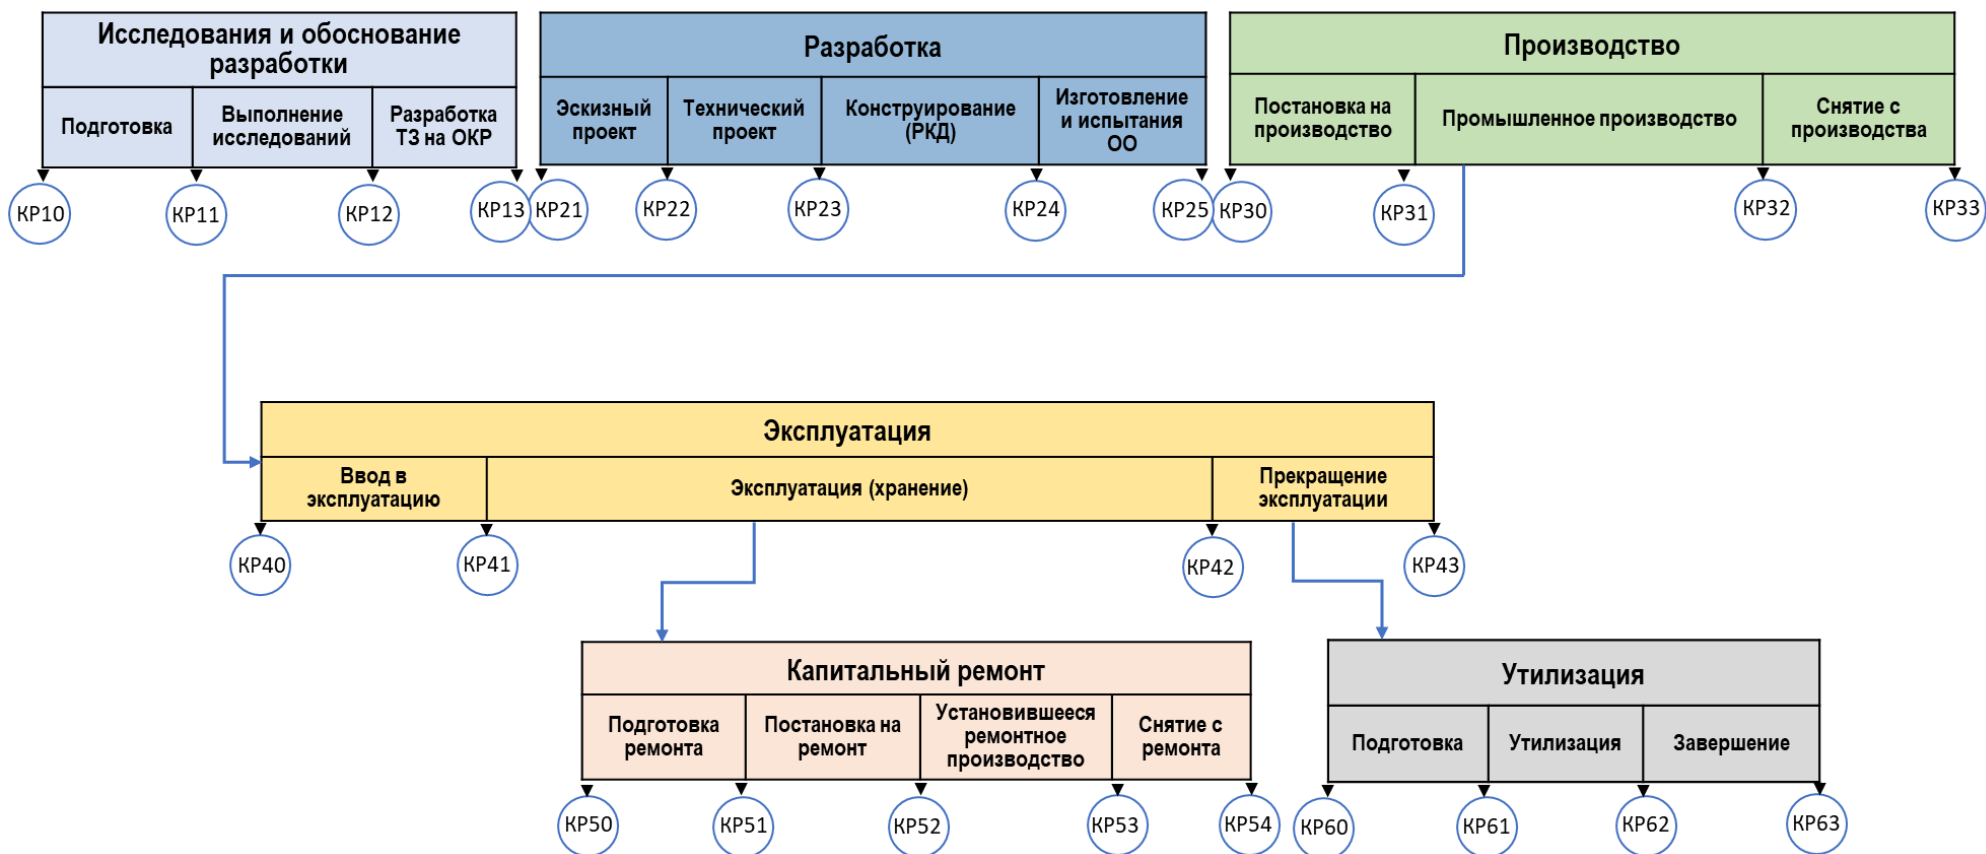 Исследования и обоснование
разработки
Подготовка
Выполнение
исследований
Разработка
ТЗ на ОКР
Разработка
Эскизный
проект
Технический
проект
Конструирование
(РКД)
Изготовление
и испытания
ОО
Производство
Постановка на
производство
Промышленное производство
Снятие с
производства
КР10
КР11
КР12
КР13
КР21
КР22
КР23
КР24
КР25
КР30
КР31
КР32
КР33
Эксплуатация
Ввод в
эксплуатацию
Эксплуатация (хранение)
Прекращение
эксплуатации
КР40
КР41
КР42
КР43
Капитальный ремонт
Подготовка
ремонта
Постановка на
ремонт
Установившееся
ремонтное
производство
Снятие с
ремонта
КР50
КР51
КР52
КР53
КР54
Утилизация
Подготовка
Утилизация
Завершение
КР60
КР61
КР62
КР63